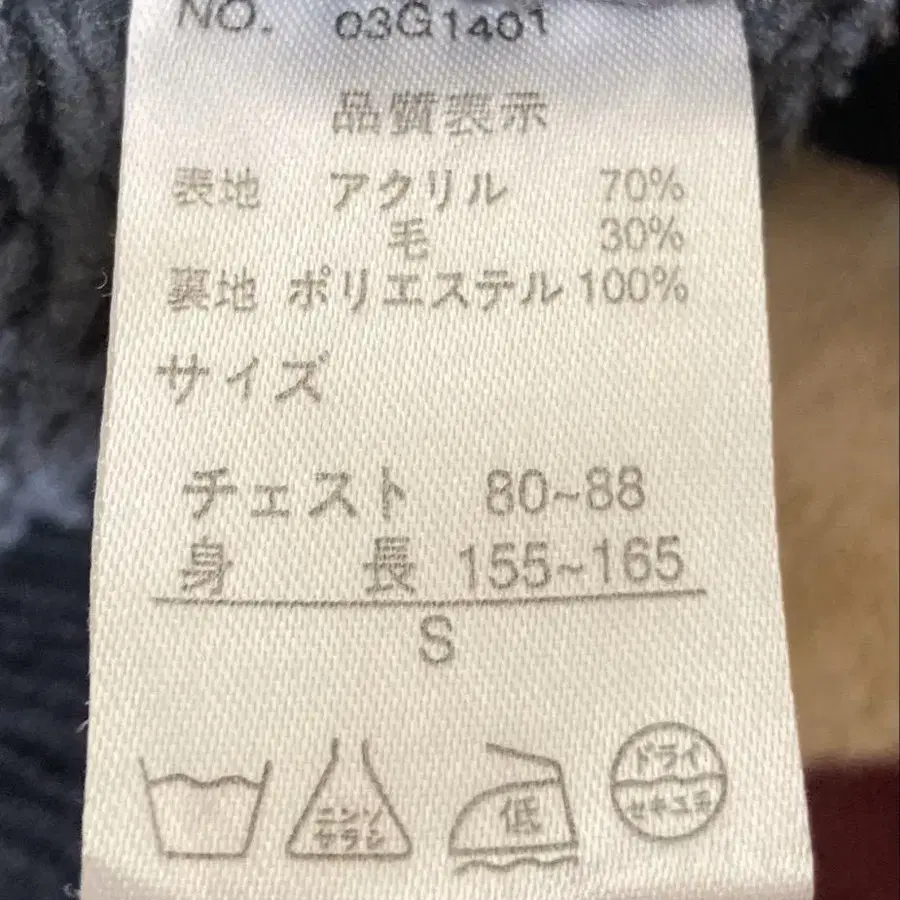 NO. 03G1401
品質表示
表地 アクリル 70%
毛 30%
裏地 ポリエステル 100%
サイズ
チェスト 80~88
身長 155~165
S
エンソ
サラシ
低
ドライ
セキユ系